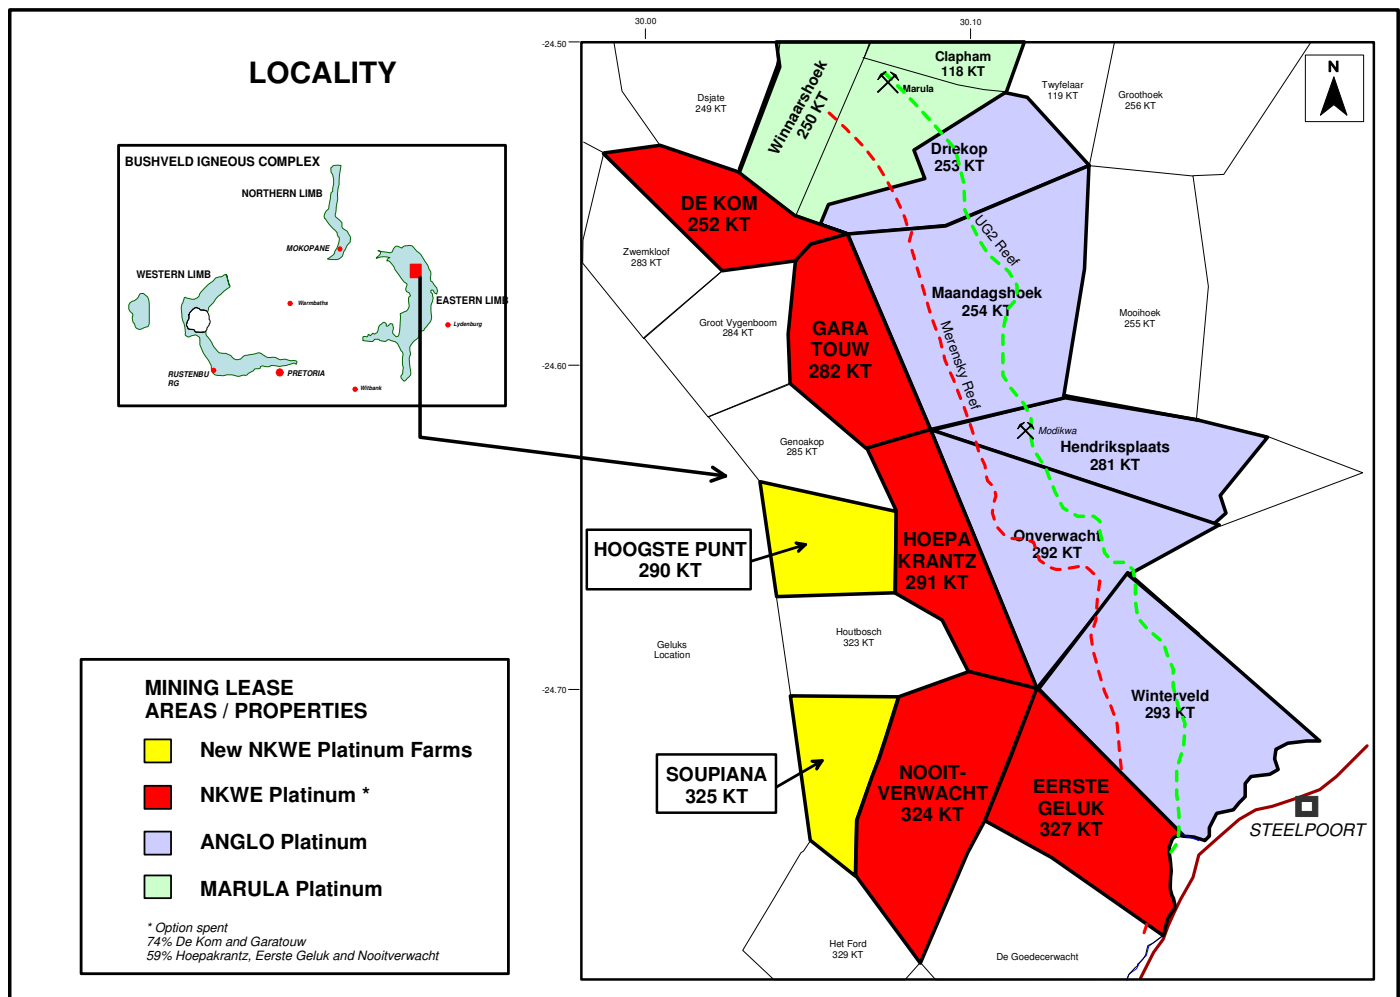 LOCALITY
BUSHVELD IGNEOUS COMPLEX
NORTHERN LIMB
MOKOPANE
WESTERN LIMB
EASTERN LIMB
Warmbaths
Lydenburg
RUSTENBU
RG
PRETORIA
Witbank
MINING LEASE
AREAS / PROPERTIES
New NKWE Platinum Farms
NKWE Platinum *
ANGLO Platinum
MARULA Platinum
* Option spent
74% De Kom and Garatouw
59% Hoepakrantz, Eerste Geluk and Nooitverwacht
30.00
30.10
-24.50
-24.60
-24.70
N
Dsjate
249 KT
Winnaarshoek
250 KT
Clapham
118 KT
Marula
Twyfelaar
119 KT
Groothoek
256 KT
Driekop
253 KT
DE KOM
252 KT
Zwemkloof
283 KT
UG2 Reef
Maandagshoek
254 KT
Mooihoek
255 KT
Groot Vygenboom
284 KT
GARA
TOUW
282 KT
Merensky Reef
Genoakop
285 KT
Modikwa
Hendriksplaats
281 KT
HOOGSTE PUNT
290 KT
HOEPA
KRANTZ
291 KT
Onverwacht
292 KT
Geluks
Location
Houtbosch
323 KT
Winterveld
293 KT
SOUPIANA
325 KT
NOOIT-
VERWACHT
324 KT
EERSTE
GELUK
327 KT
STEELPOORT
Het Ford
329 KT
De Goedecerwacht